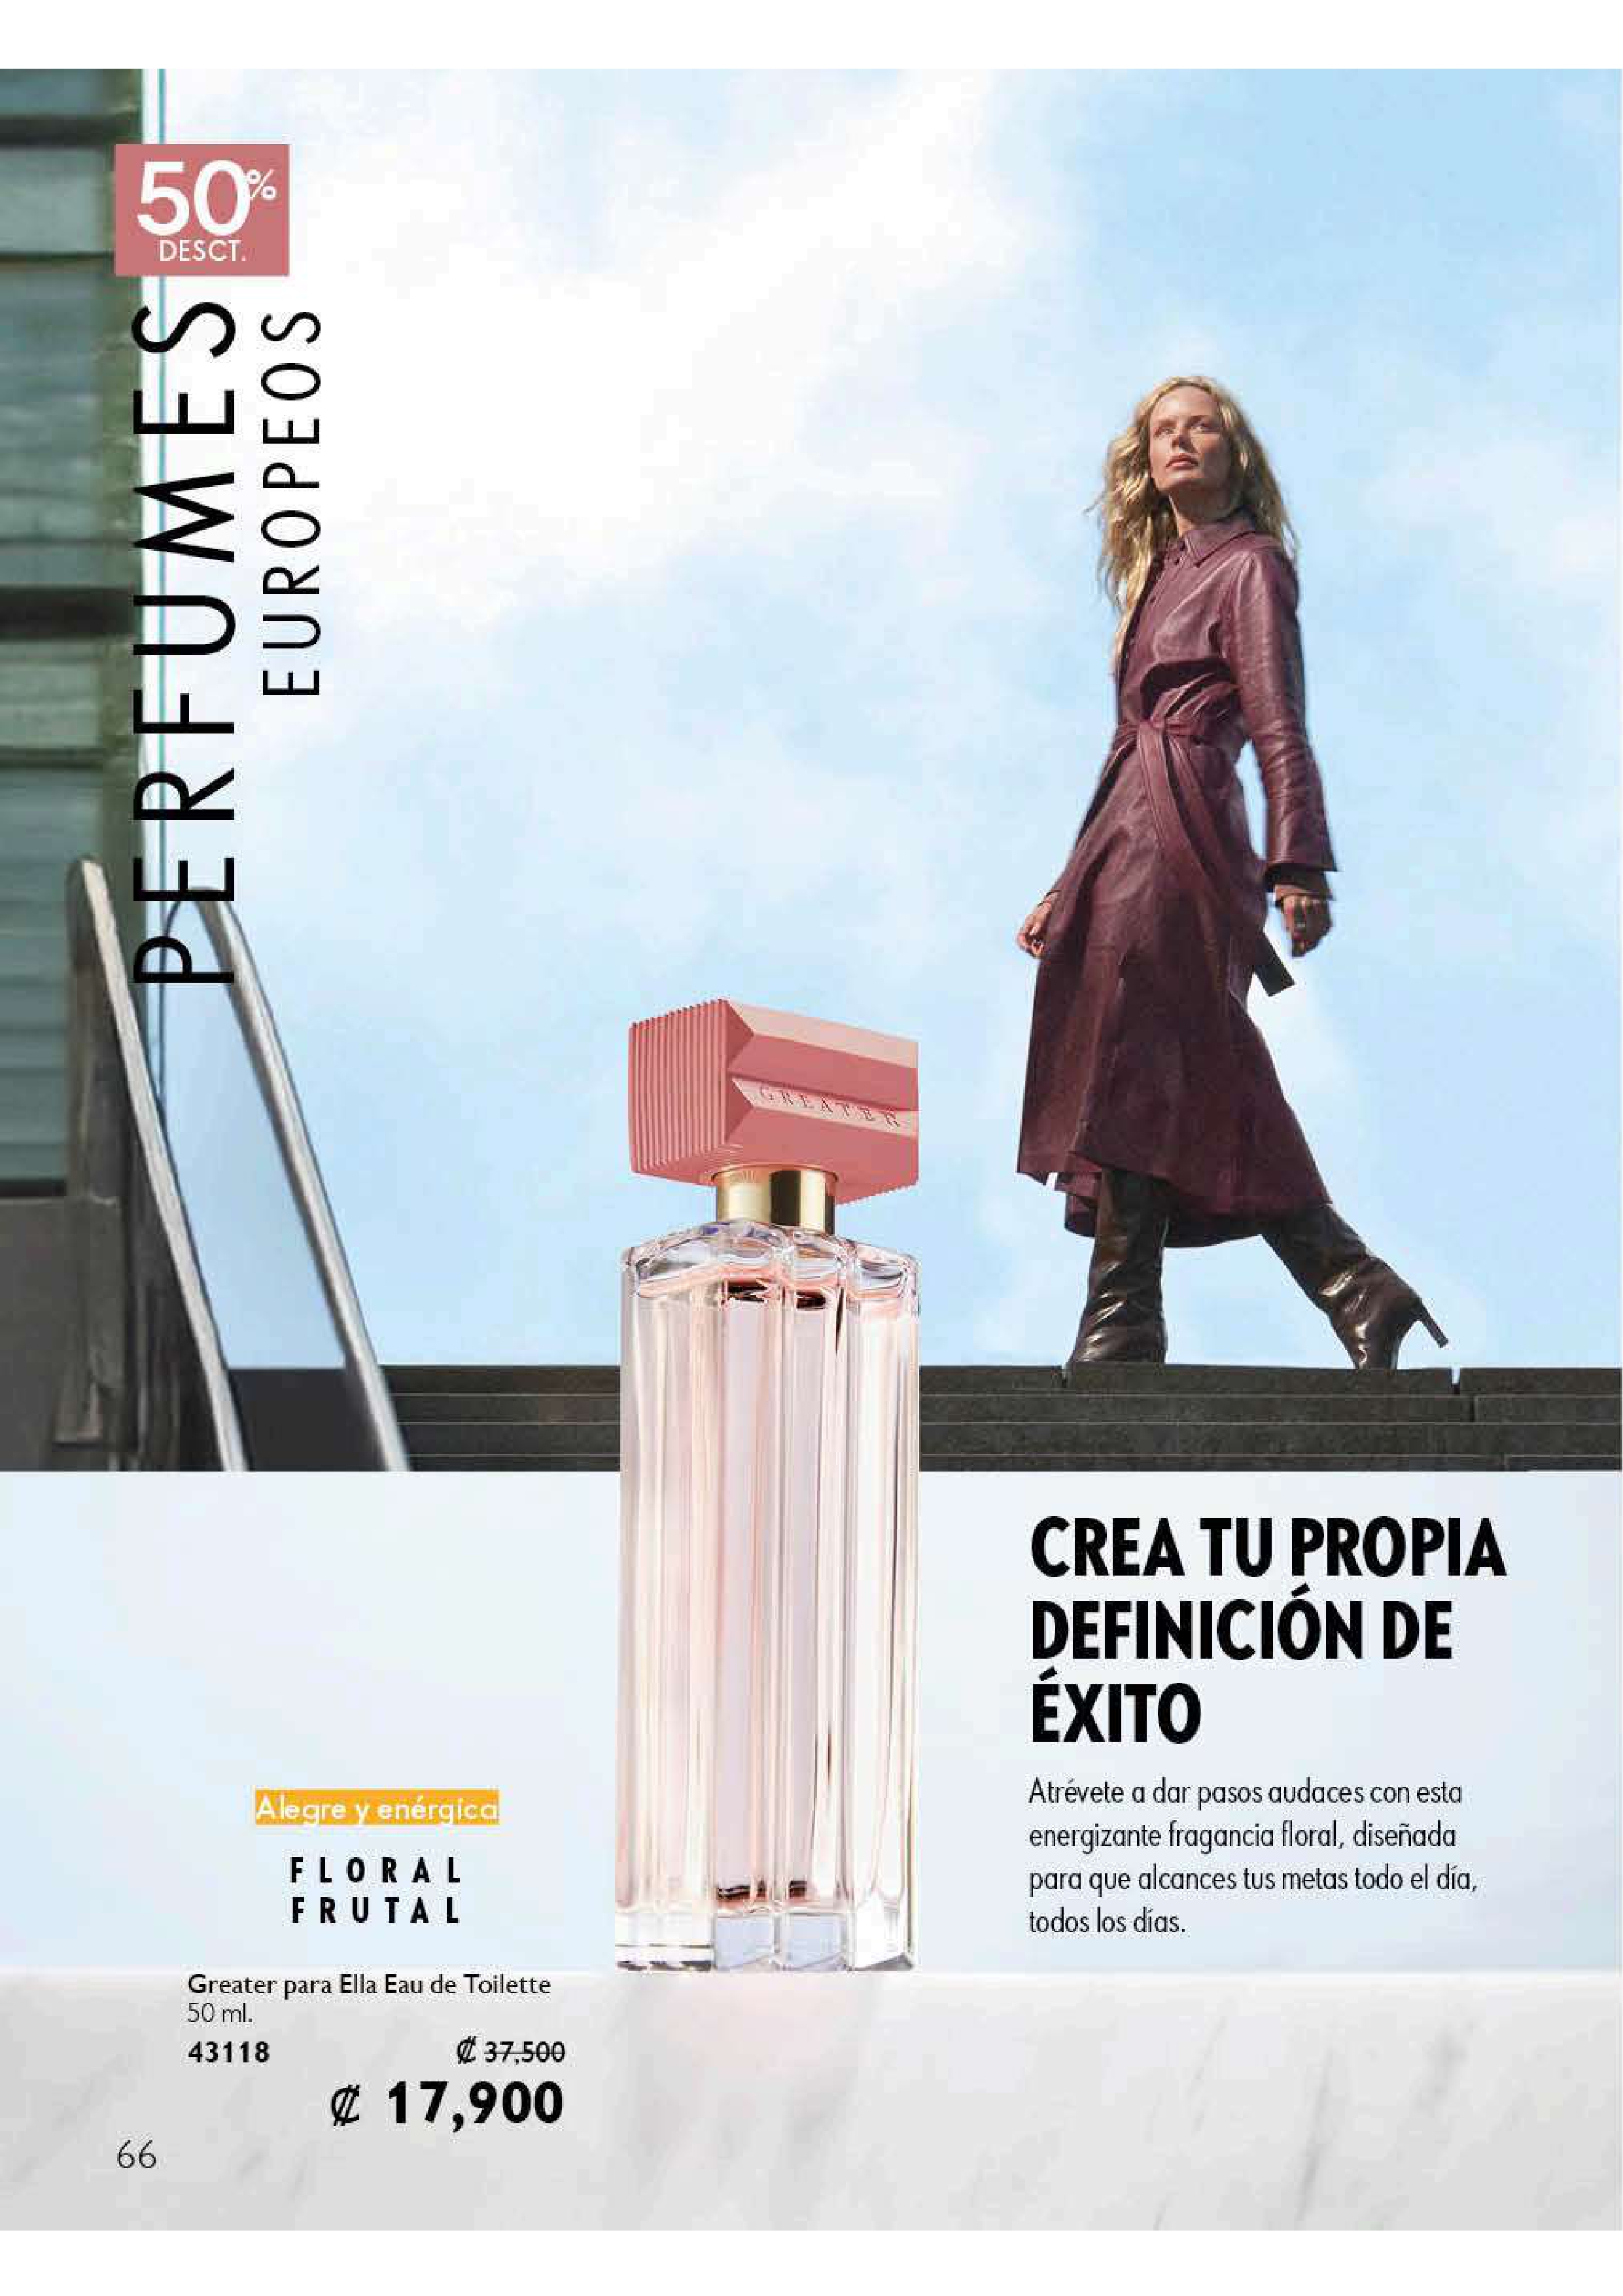 50%
DESCT.
PERFUMES
EUROPEOS
GREATER
CREA TU PROPIA
DEFINICIÓN DE
ÉXITO
Atrévete a dar pasos audaces con esta
energizante fragancia floral, diseñada
para que alcances tus metas todo el día,
todos los días.
Alegre y enérgica
FLORAL
FRUTAL
Greater para Ella Eau de Toilette
50 ml.
43118 ₡ 37,500
₡ 17,900
66